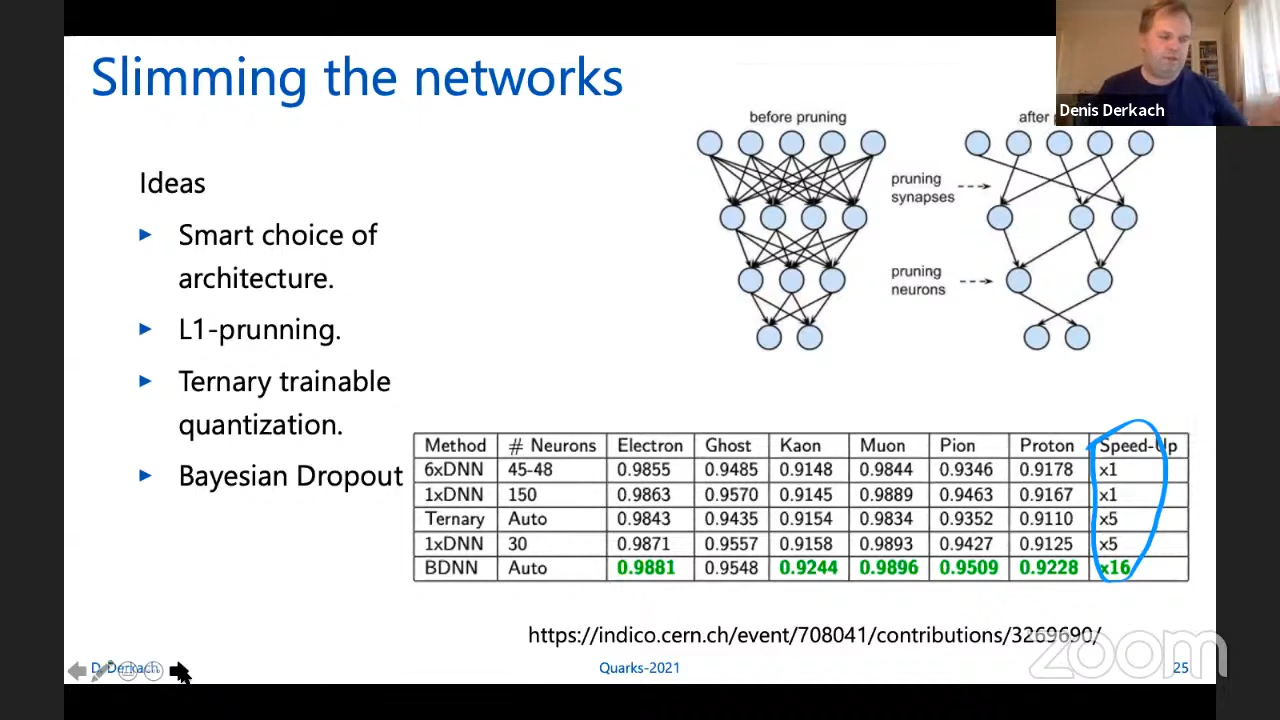 Slimming the networks
Denis Derkach
before pruning
after
pruning
synapses
pruning
neurons
Ideas
Smart choice of
architecture.
L1-prunning.
Ternary trainable
quantization.
Bayesian Dropout
Method # Neurons Electron Ghost Kaon Muon Pion Proton Speed-Up
6xDNN 45-48 0.9855 0.9485 0.9148 0.9844 0.9346 0.9178 x1
1xDNN 150 0.9863 0.9570 0.9145 0.9889 0.9463 0.9167 x1
Ternary Auto 0.9843 0.9435 0.9154 0.9834 0.9352 0.9110 x5
1xDNN 30 0.9871 0.9557 0.9158 0.9893 0.9427 0.9125 x5
BDNN Auto 0.9881 0.9548 0.9244 0.9896 0.9509 0.9228 x16
https://indico.cern.ch/event/708041/contributions/3269690/
zoom
D. Derkach
Quarks-2021
25